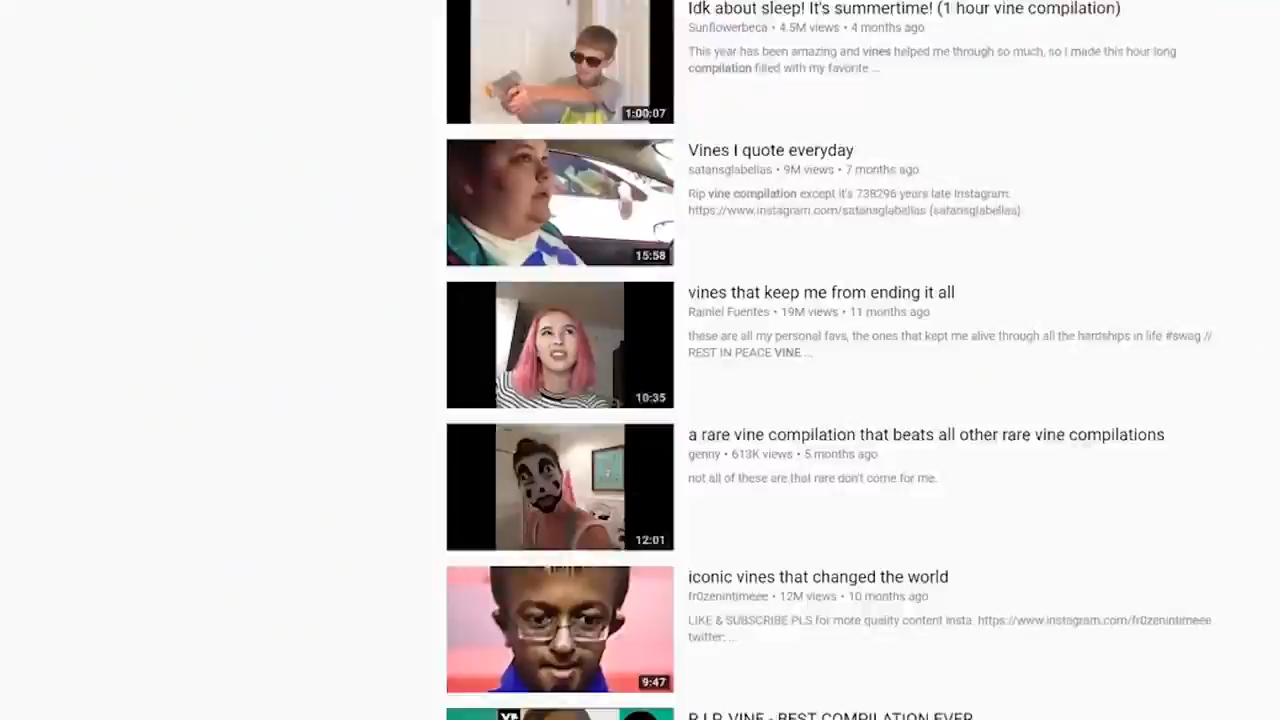 Idk about sleep! It's summertime! (1 hour vine compilation)
Sunflowerbeca • 4.5M views • 4 months ago
This year has been amazing and vines helped me through so much, so I made this hour long
compilation filled with my favorite ...
1:00:07
Vines I quote everyday
satansglabellas • 9M views • 7 months ago
Rip vine compilation except it's 738296 years late Instagram:
https://www.instagram.com/satansglabellas (satansglabellas)
15:58
vines that keep me from ending it all
Rainiel Fuentes • 19M views • 11 months ago
these are all my personal favs, the ones that kept me alive through all the hardships in life #swag //
REST IN PEACE VINE ...
10:35
a rare vine compilation that beats all other rare vine compilations
genny • 613K views • 5 months ago
not all of these are that rare don't come for me.
12:01
iconic vines that changed the world
fr0zenintimeee • 12M views • 10 months ago
LIKE & SUBSCRIBE PLS for more quality content insta: https://www.instagram.com/fr0zenintimeee
twitter: ...
9:47
R.I.P. VINE - BEST COMPILATION EVER